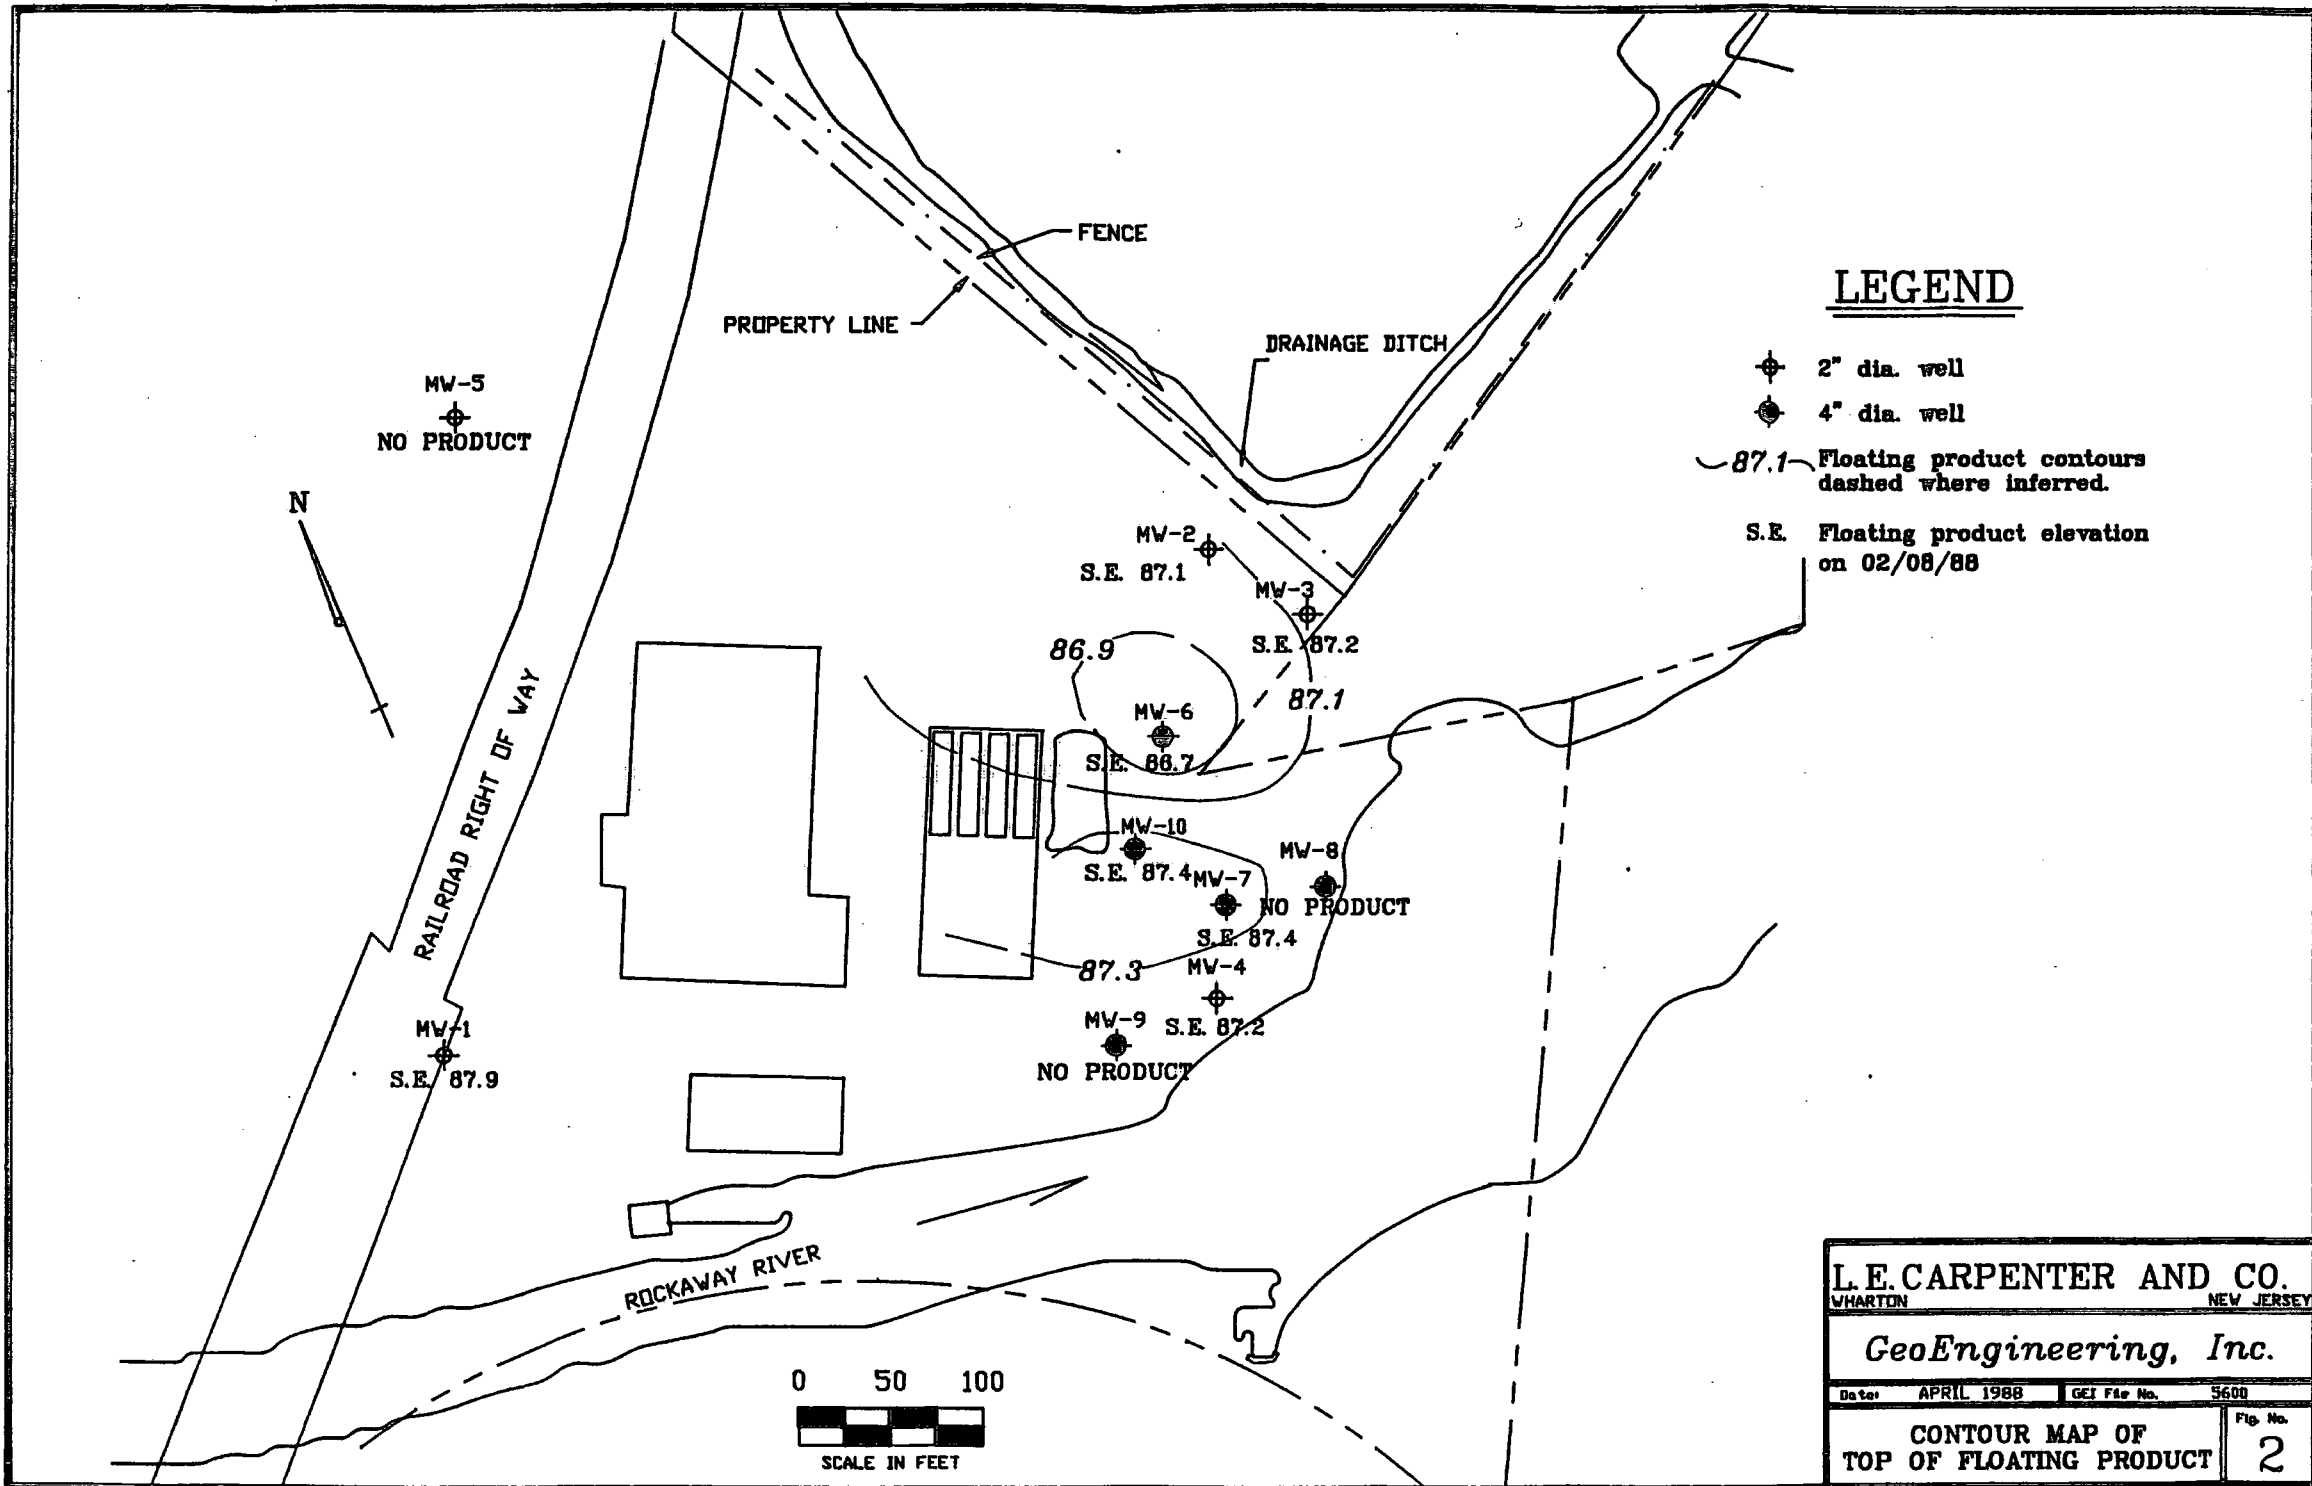 FENCE
PROPERTY LINE
DRAINAGE DITCH
LEGEND
2" dia. well
4" dia. well
87.1 Floating product contours
dashed where inferred.
S.E. Floating product elevation
on 02/08/88
MW-5
NO PRODUCT
N
MW-2
S.E. 87.1
MW-3
S.E. 87.2
86.9
87.1
MW-6
S.E. 86.7
RAILROAD RIGHT OF WAY
MW-10
S.E. 87.4
MW-7
S.E. 87.4
MW-8
NO PRODUCT
87.3
MW-4
S.E. 87.2
MW-9
NO PRODUCT
MW-1
S.E. 87.9
ROCKAWAY RIVER
0 50 100
SCALE IN FEET
L.E.CARPENTER AND CO.
WHARTON NEW JERSEY
GeoEngineering, Inc.
Date: APRIL 1988 GEI File No. 5600
CONTOUR MAP OF
TOP OF FLOATING PRODUCT
Fig. No.
2